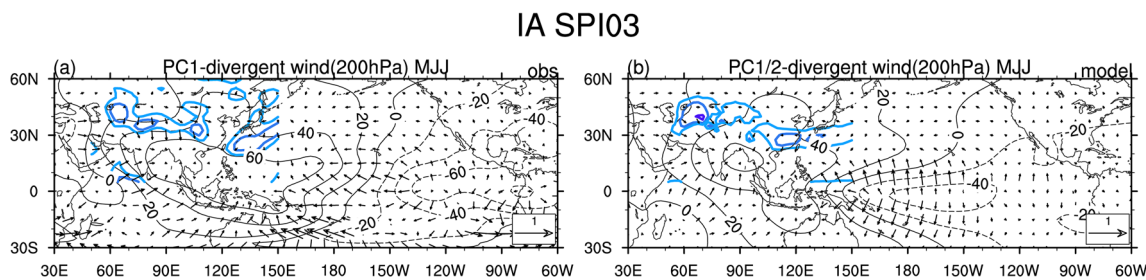 IA SPI03
(a) PC1-divergent wind(200hPa) MJJ obs
60N
30N
0
30S
30E 60E 90E 120E 150E 180 150W 120W 90W 60W
20 0 -20 -40
40
60
-60
0
-40
20
-20
1
(b) PC1/2-divergent wind(200hPa) MJJ model
60N
30N
0
30S
30E 60E 90E 120E 150E 180 150W 120W 90W 60W
20
0 -20
40
-40
0
20
-20
1